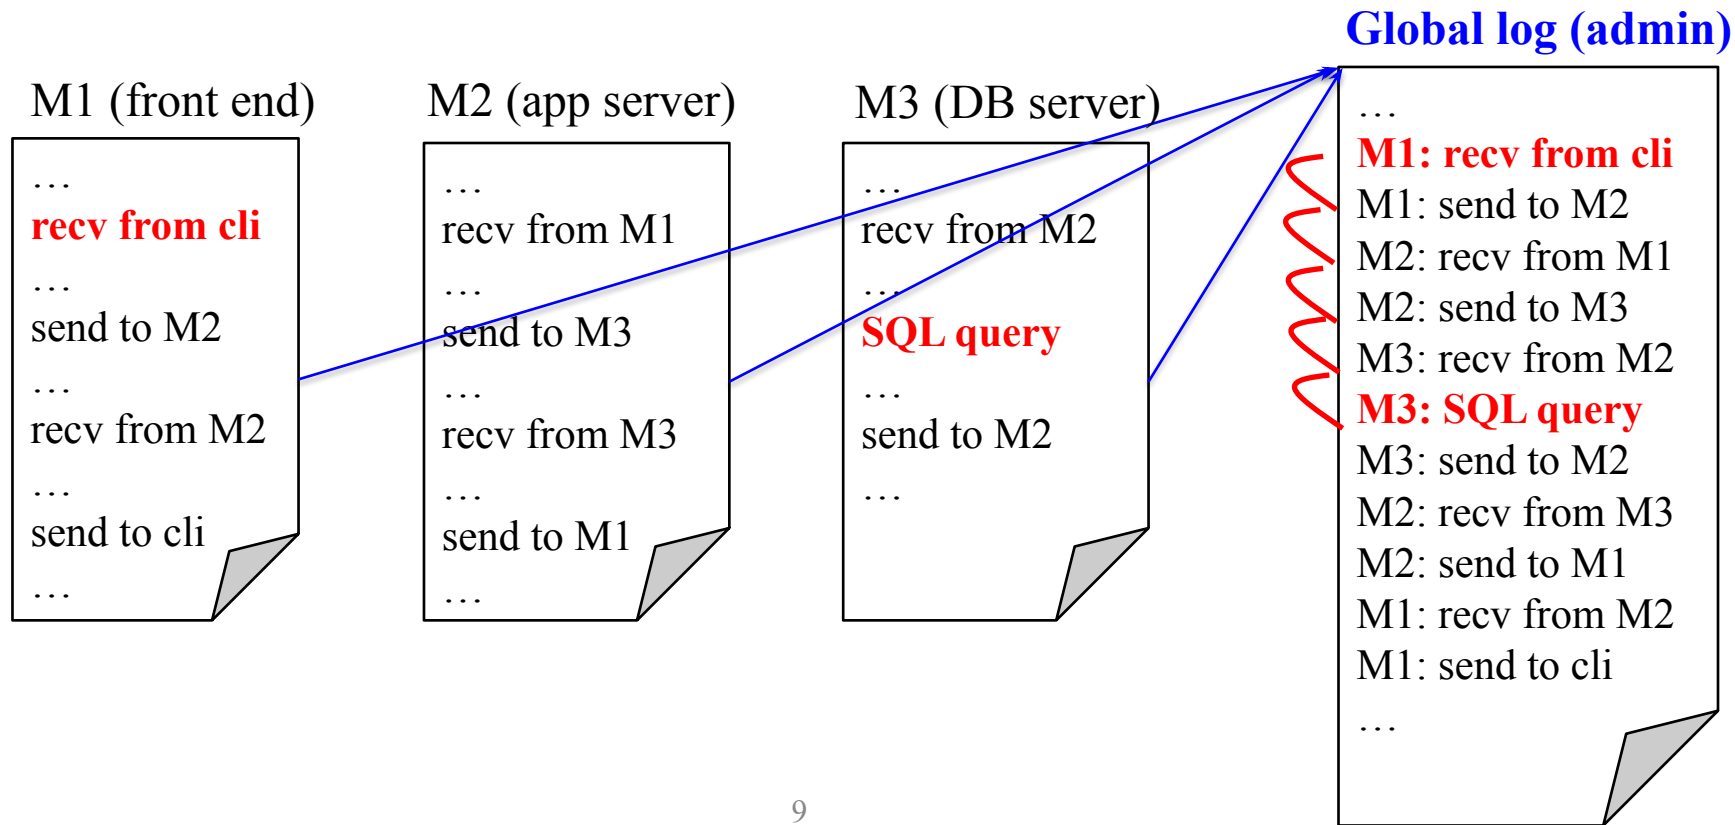 Global log (admin)
M1 (front end)
…
recv from cli
…
send to M2
…
recv from M2
…
send to cli
…
M2 (app server)
…
recv from M1
…
send to M3
…
recv from M3
…
send to M1
…
M3 (DB server)
…
recv from M2
…
SQL query
…
send to M2
…
…
M1: recv from cli
M1: send to M2
M2: recv from M1
M2: send to M3
M3: recv from M2
M3: SQL query
M3: send to M2
M2: recv from M3
M2: send to M1
M1: recv from M2
M1: send to cli
…
9